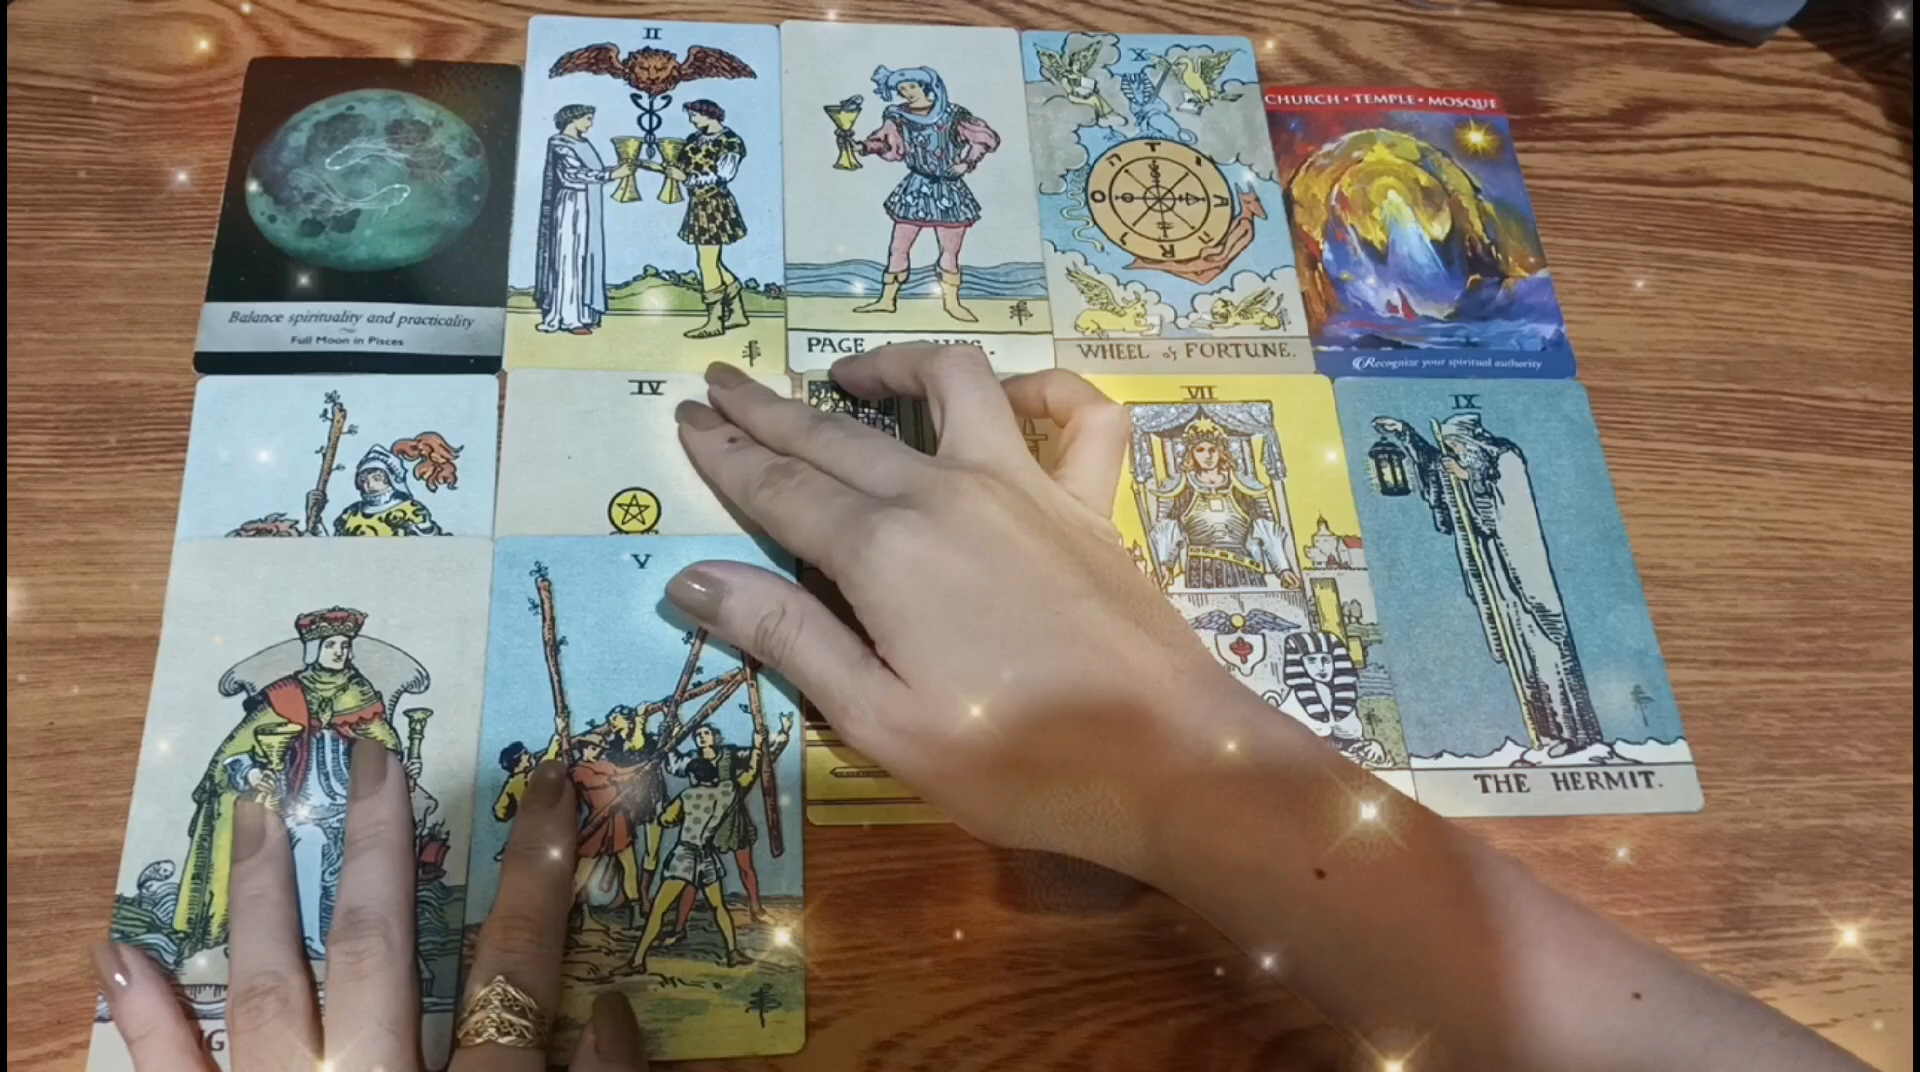 II
X
CHURCH • TEMPLE • MOSQUE
Balance spirituality and practicality
Full Moon in Pisces
PAGE
WHEEL of FORTUNE.
Recognize your spiritual authority
IV
VII
IX
V
THE HERMIT.